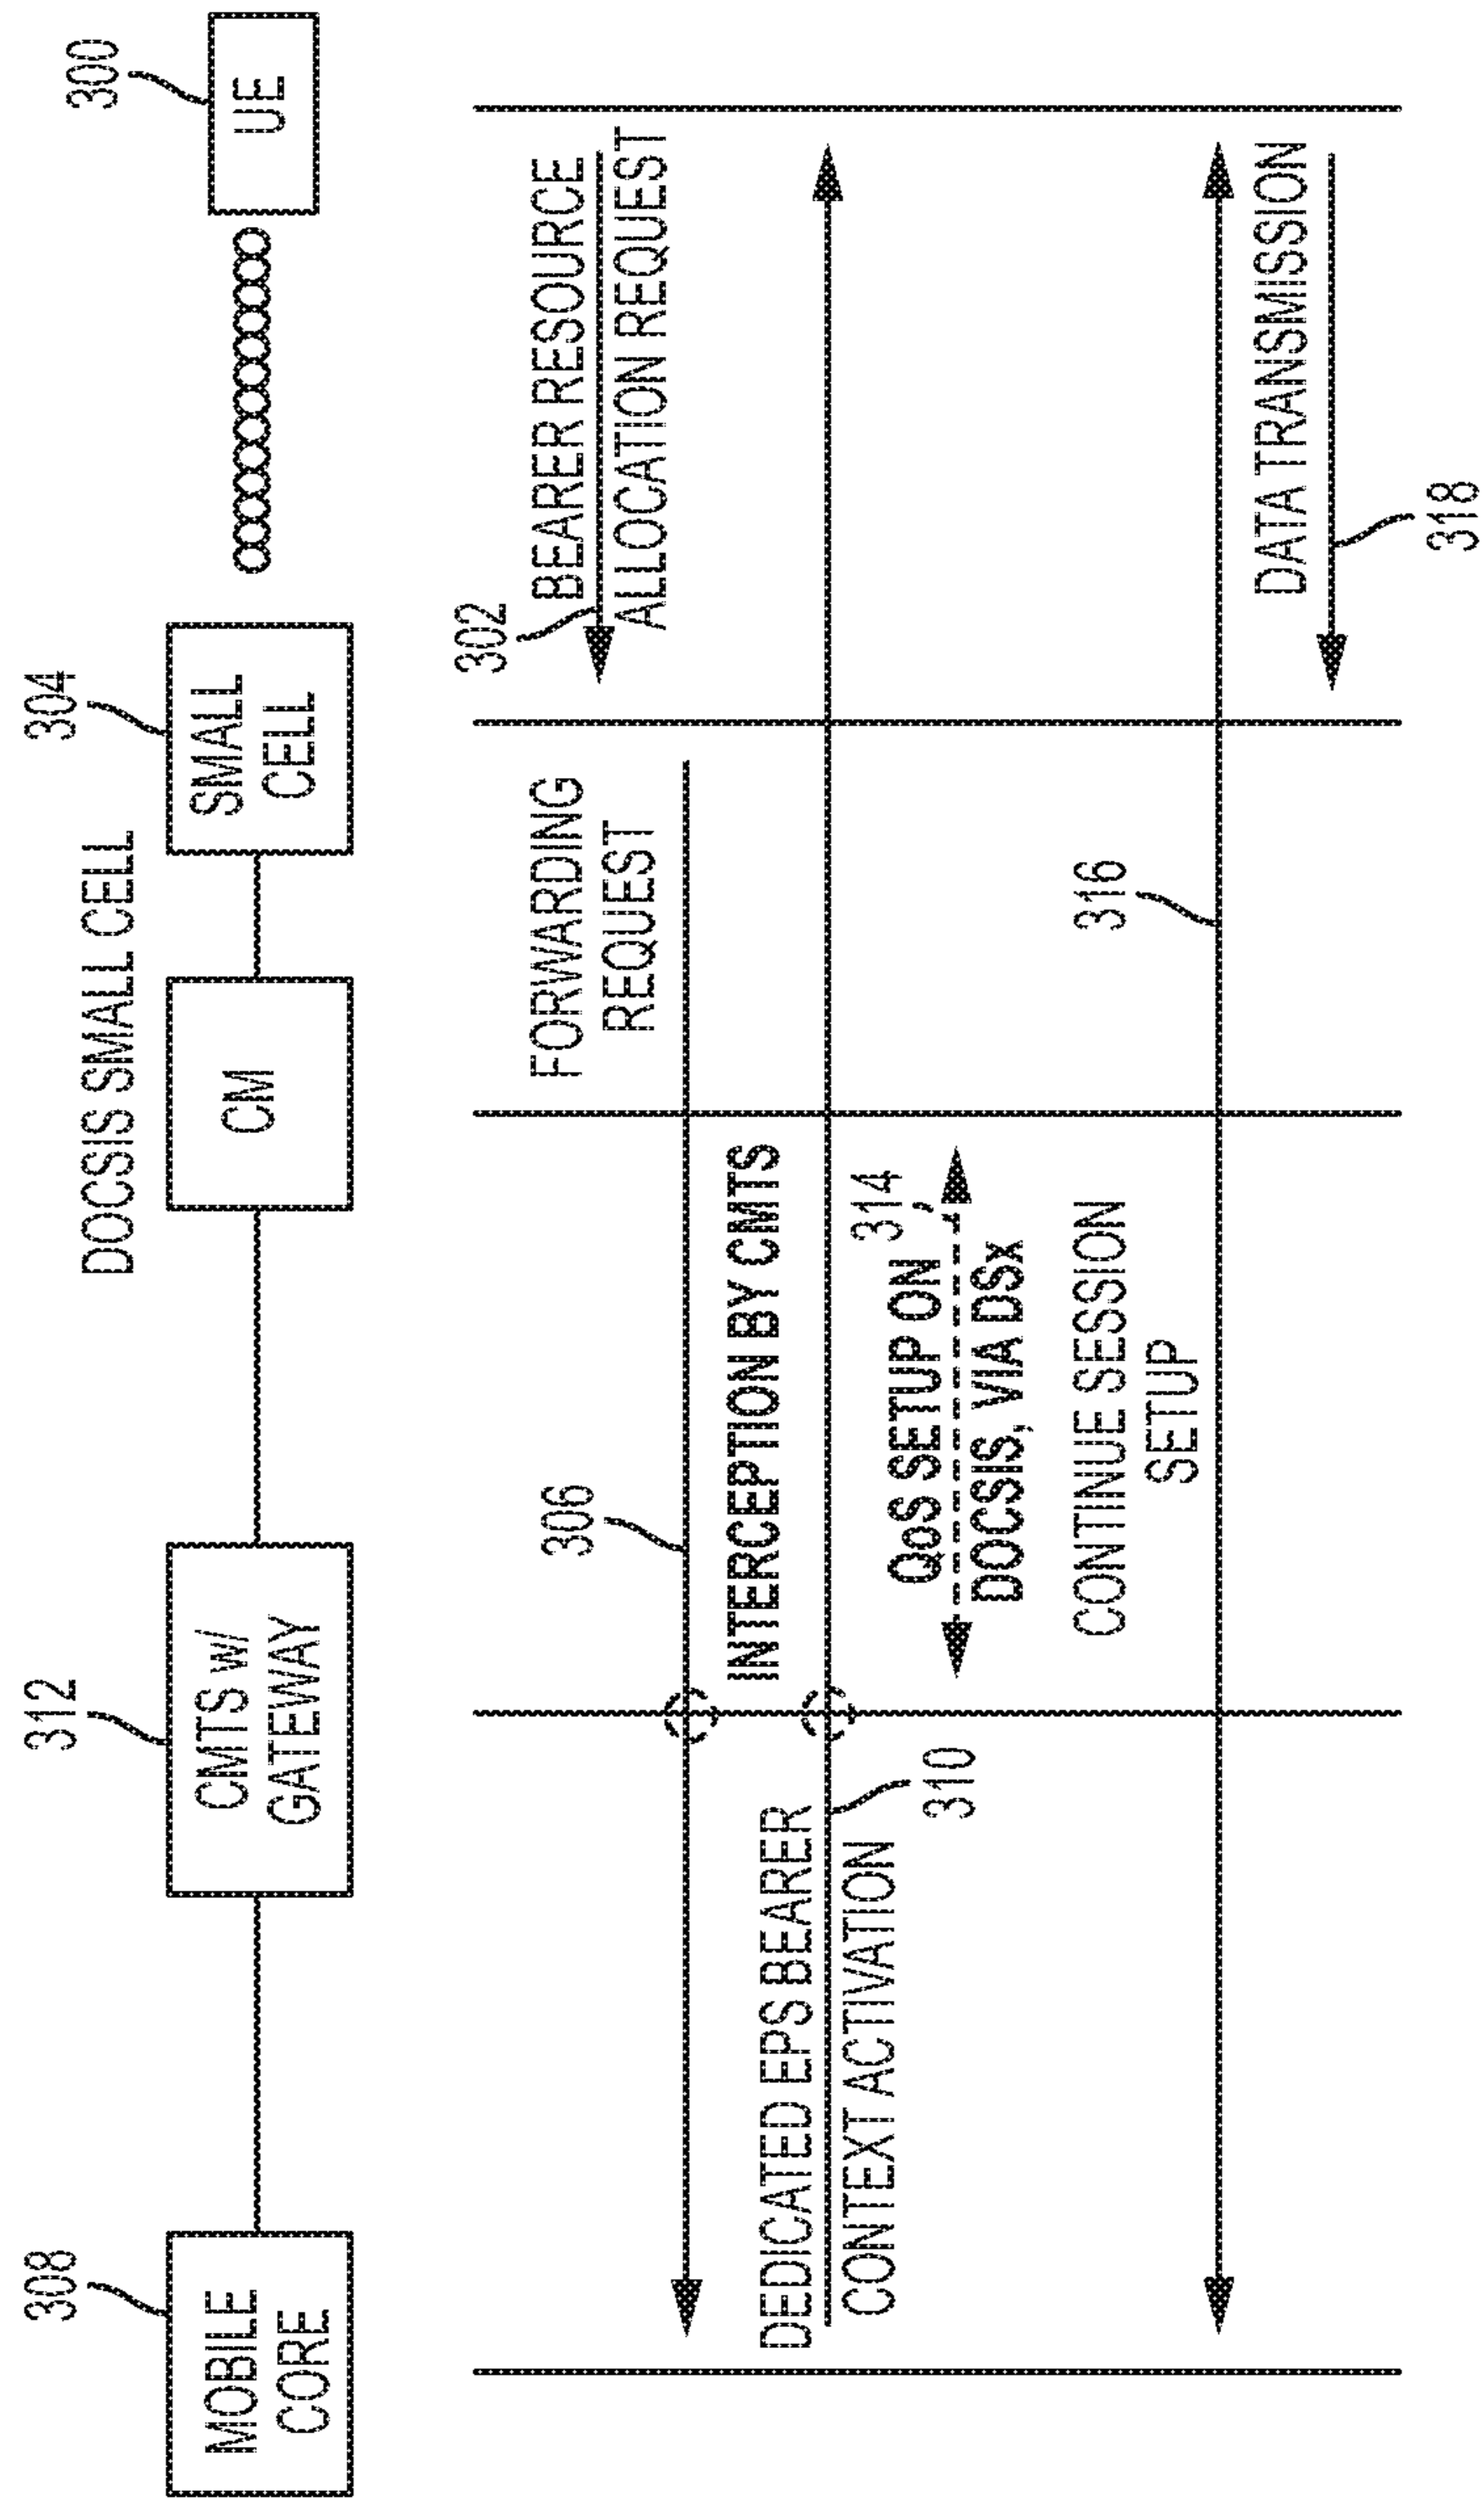 308
MOBILE
CORE
312
CMTS w/
GATEWAY
DOCSIS SMALL CELL
CM
304
SMALL
CELL
300
UE
302
BEARER RESOURCE
ALLOCATION REQUEST
FORWARDING
REQUEST
306
INTERCEPTION BY CMTS
DEDICATED EPS BEARER
CONTEXT ACTIVATION
310
314
QoS SETUP ON
DOCSIS, VIA DSx
CONTINUE SESSION
SETUP
316
DATA TRANSMISSION
318